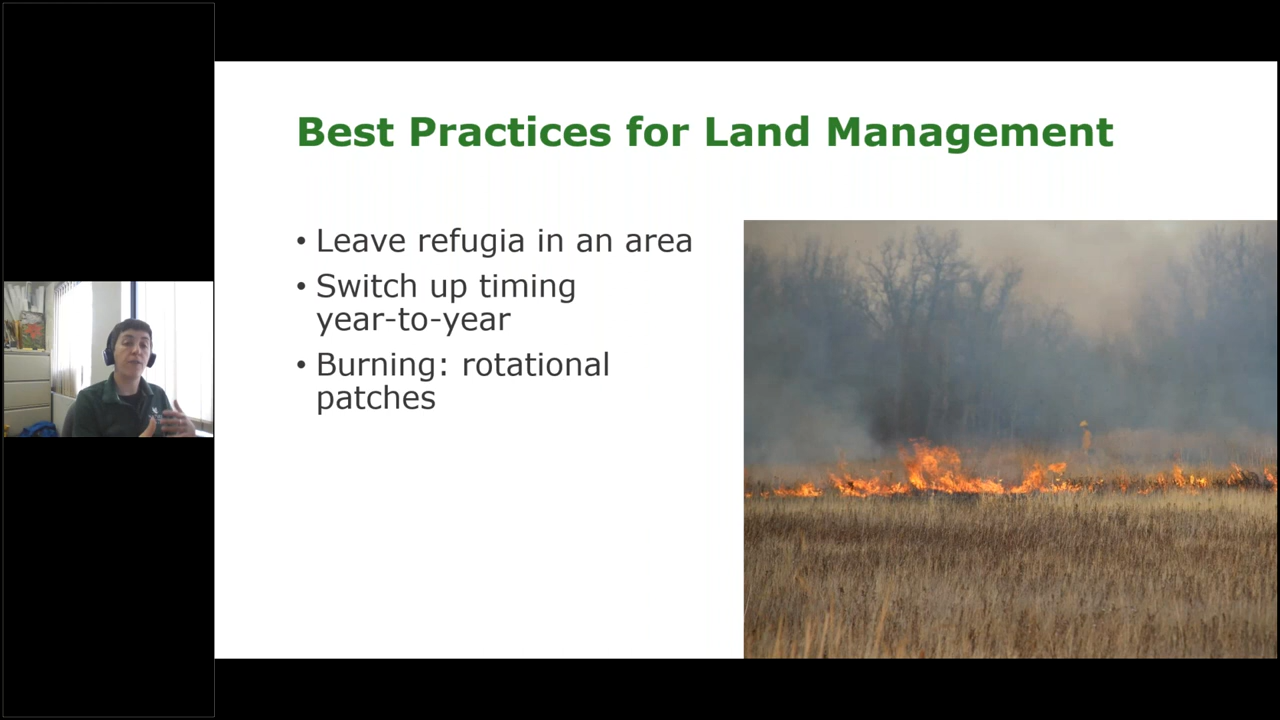 Best Practices for Land Management
• Leave refugia in an area
• Switch up timing
year-to-year
• Burning: rotational
patches